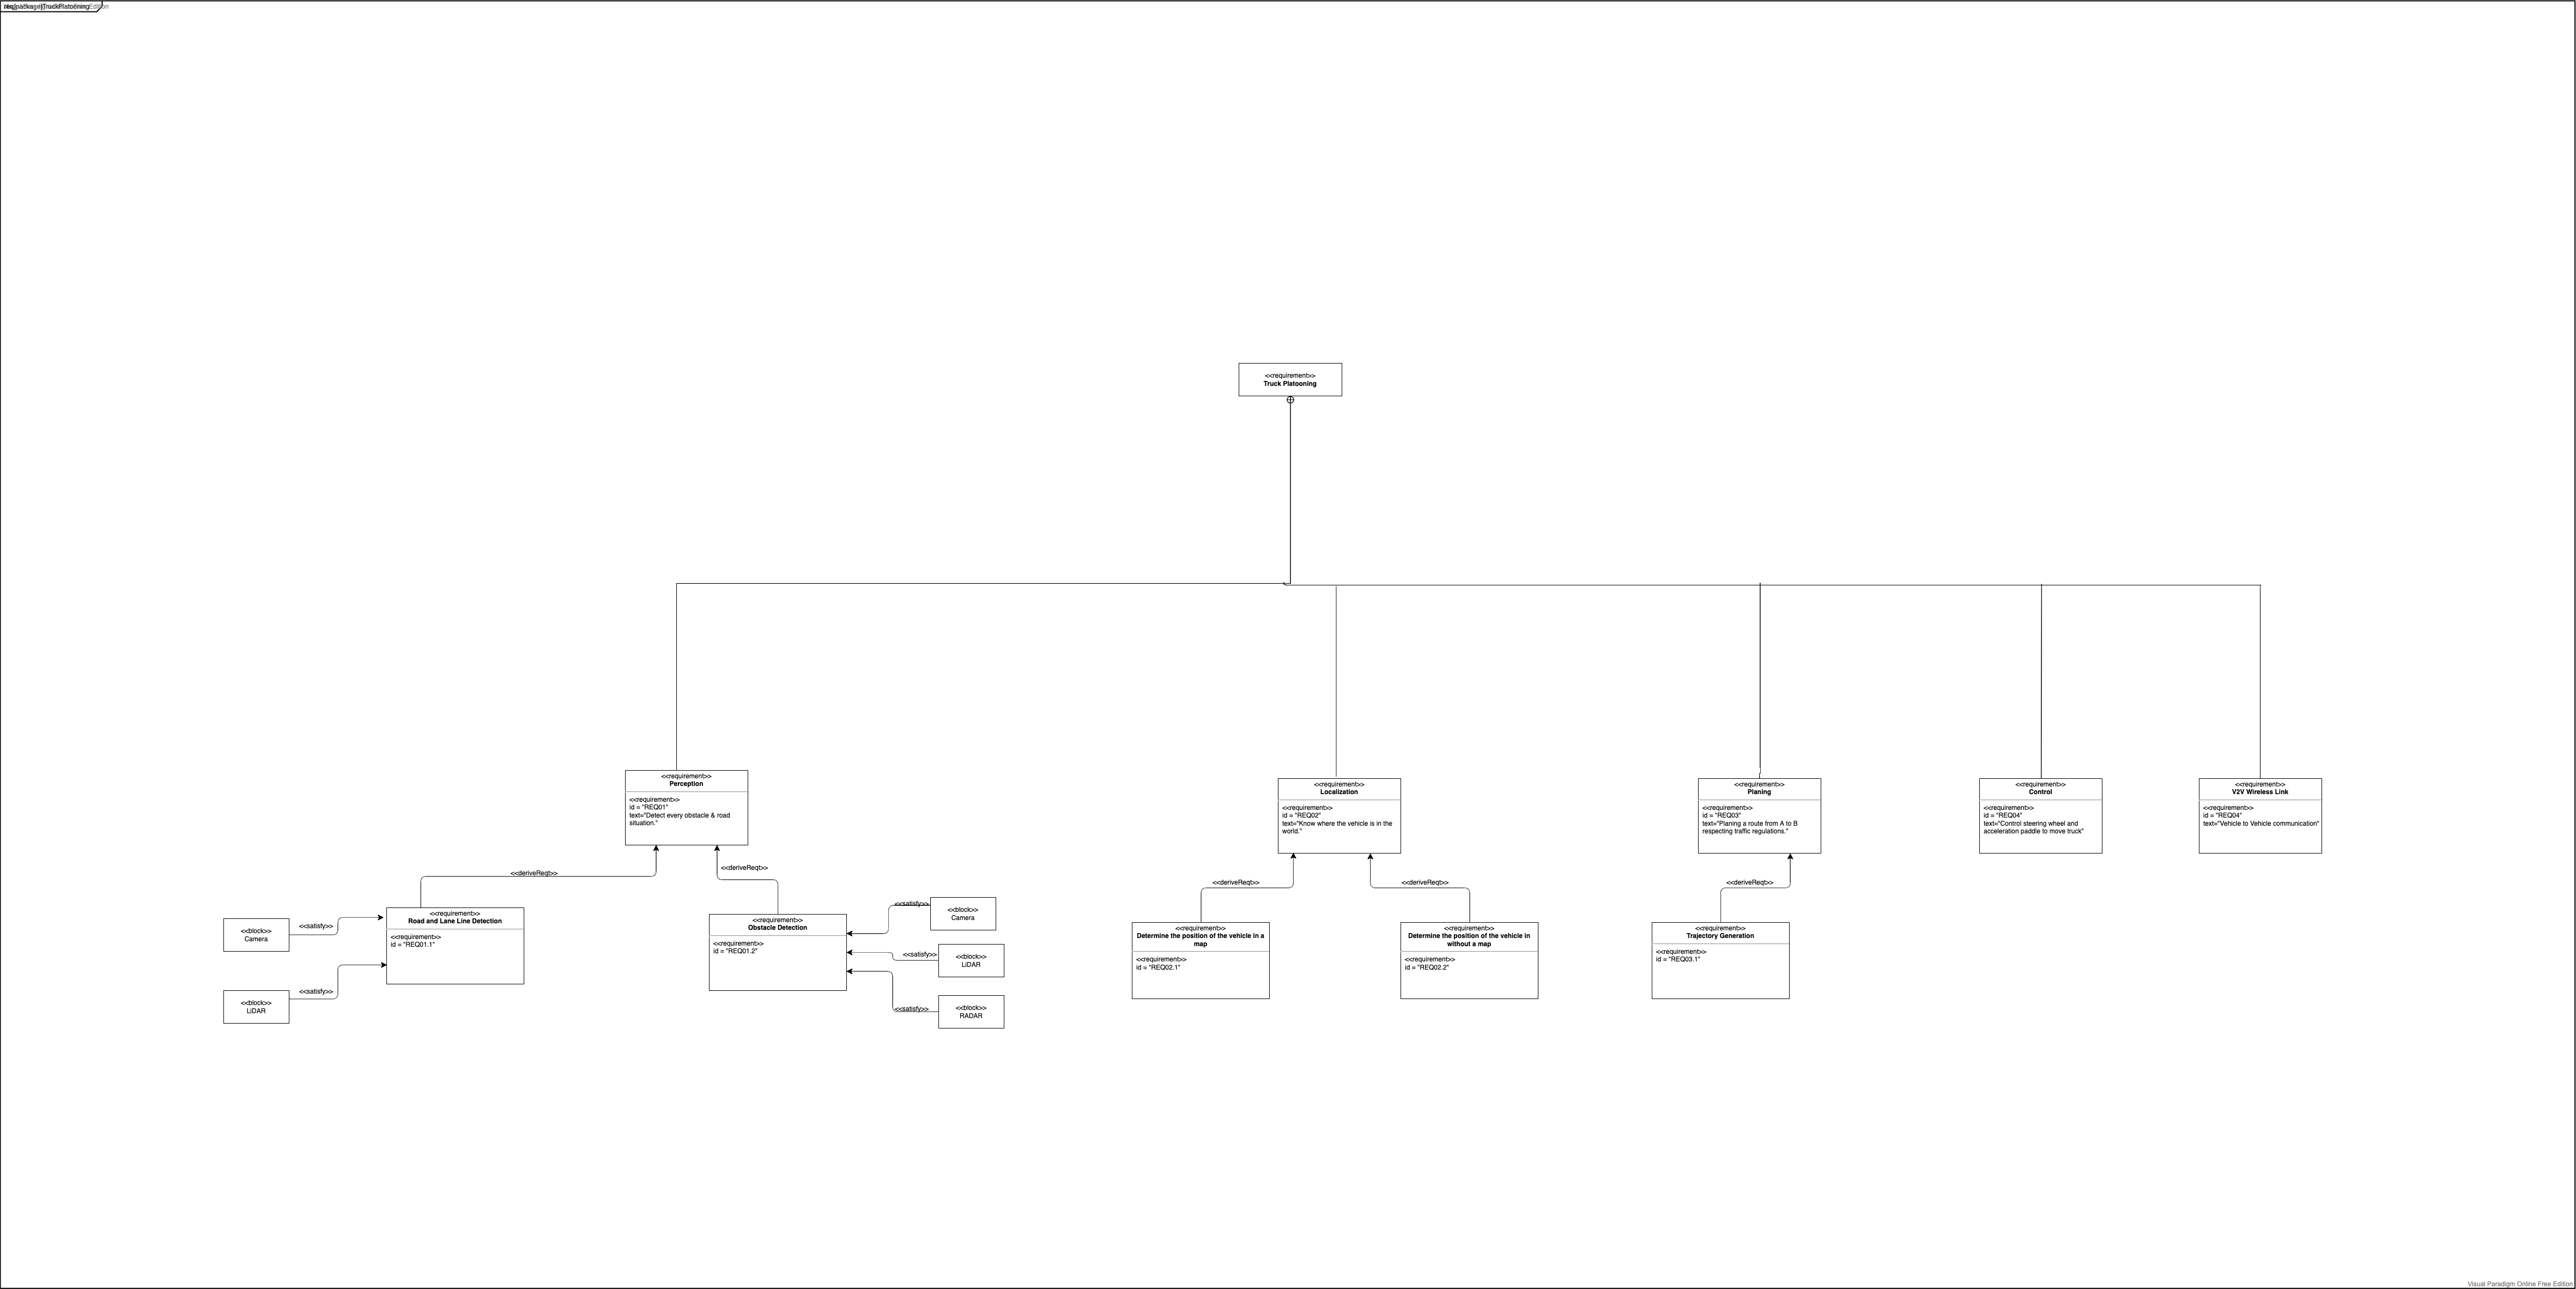 req[package]TruckPlatooning
<<requirement>>
Truck Platooning
<<requirement>>
Perception
<<requirement>>
id = "REQ01"
text="Detect every obstacle & road
situation."
<<requirement>>
Localization
<<requirement>>
id = "REQ02"
text="Know where the vehicle is in the
world."
<<requirement>>
Planing
<<requirement>>
id = "REQ03"
text="Planing a route from A to B
respecting traffic regulations."
<<requirement>>
Control
<<requirement>>
id = "REQ04"
text="Control steering wheel and
acceleration paddle to move truck"
<<requirement>>
V2V Wireless Link
<<requirement>>
id = "REQ04"
text="Vehicle to Vehicle communication"
<<deriveReqt>>
<<deriveReqt>>
<<deriveReqt>>
<<deriveReqt>>
<<deriveReqt>>
<<block>>
Camera
<<satisfy>>
<<block>>
LiDAR
<<satisfy>>
<<requirement>>
Road and Lane Line Detection
<<requirement>>
id = "REQ01.1"
<<requirement>>
Obstacle Detection
<<requirement>>
id = "REQ01.2"
<<satisfy>>
<<block>>
Camera
<<satisfy>>
<<block>>
LiDAR
<<satisfy>>
<<block>>
RADAR
<<requirement>>
Determine the position of the vehicle in a
map
<<requirement>>
id = "REQ02.1"
<<requirement>>
Determine the position of the vehicle in
without a map
<<requirement>>
id = "REQ02.2"
<<requirement>>
Trajectory Generation
<<requirement>>
id = "REQ03.1"
Visual Paradigm Online Free Edition